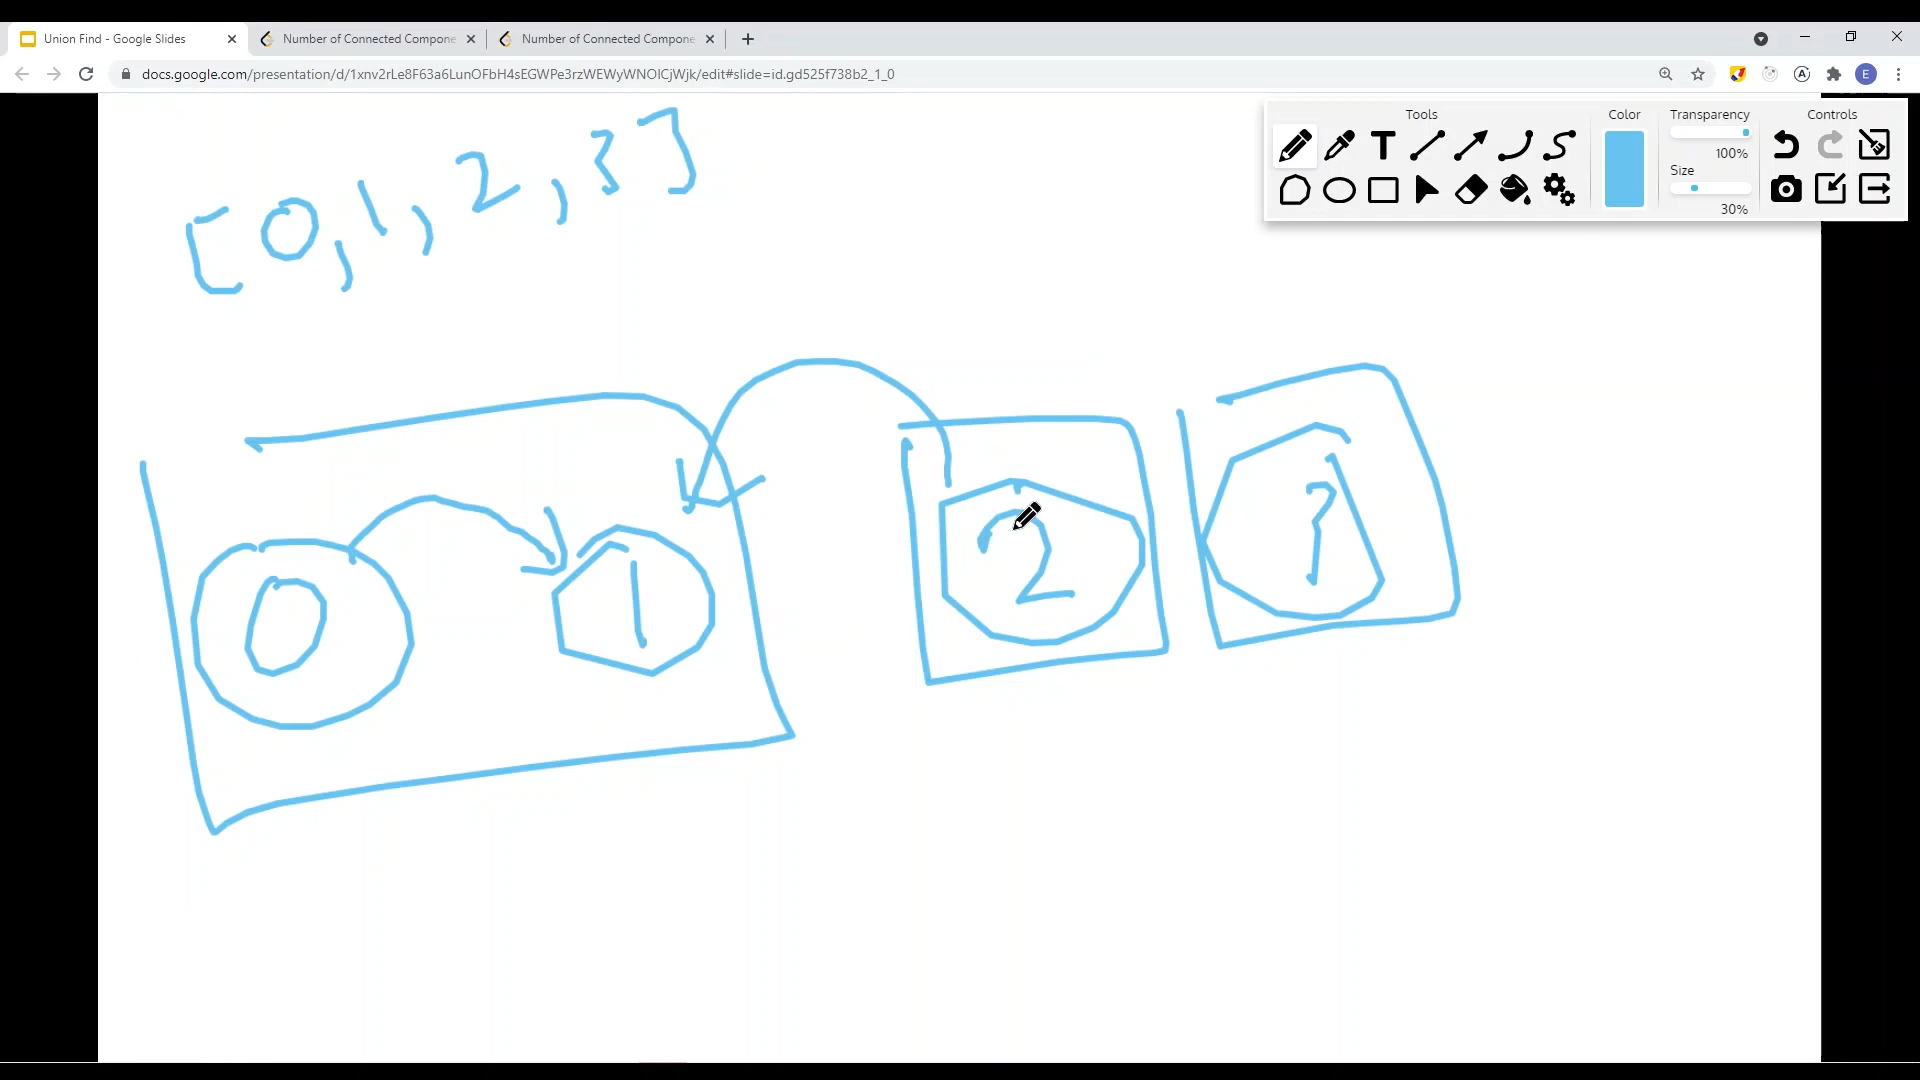 Union Find - Google Slides
Number of Connected Compone
Number of Connected Compone
docs.google.com/presentation/d/1xnv2rLe8F63a6LunOFbH4sEGWPe3rzWEWyWNOlCjWjk/edit#slide=id.gd525f738b2_1_0
E
Tools
Color
Transparency
Controls
100%
Size
30%
[0,1,2,3]
0
1
2